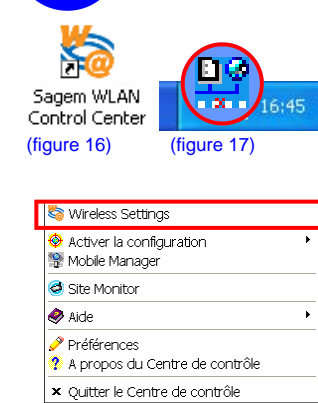 Sagem WLAN
Control Center
16:45
(figure 16)
(figure 17)
Wireless Settings
Activer la configuration
Mobile Manager
Site Monitor
Aide
Préférences
A propos du Centre de contrôle
Quitter le Centre de contrôle